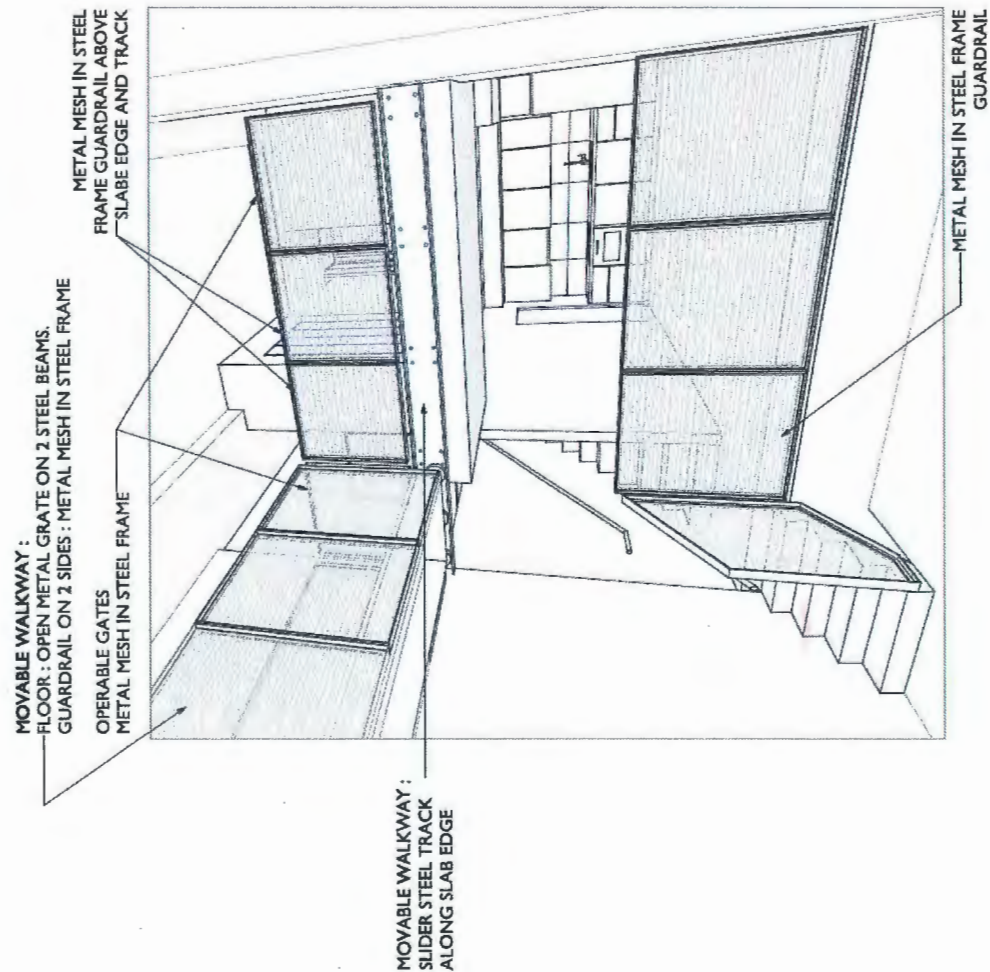 MOVABLE WALKWAY :
FLOOR : OPEN METAL GRATE ON 2 STEEL BEAMS.
GUARDRAIL ON 2 SIDES : METAL MESH IN STEEL FRAME
OPERABLE GATES
METAL MESH IN STEEL FRAME
METAL MESH IN STEEL
FRAME GUARDRAIL ABOVE
SLABE EDGE AND TRACK
MOVABLE WALKWAY :
SLIDER STEEL TRACK
ALONG SLAB EDGE
METAL MESH IN STEEL FRAME
GUARDRAIL